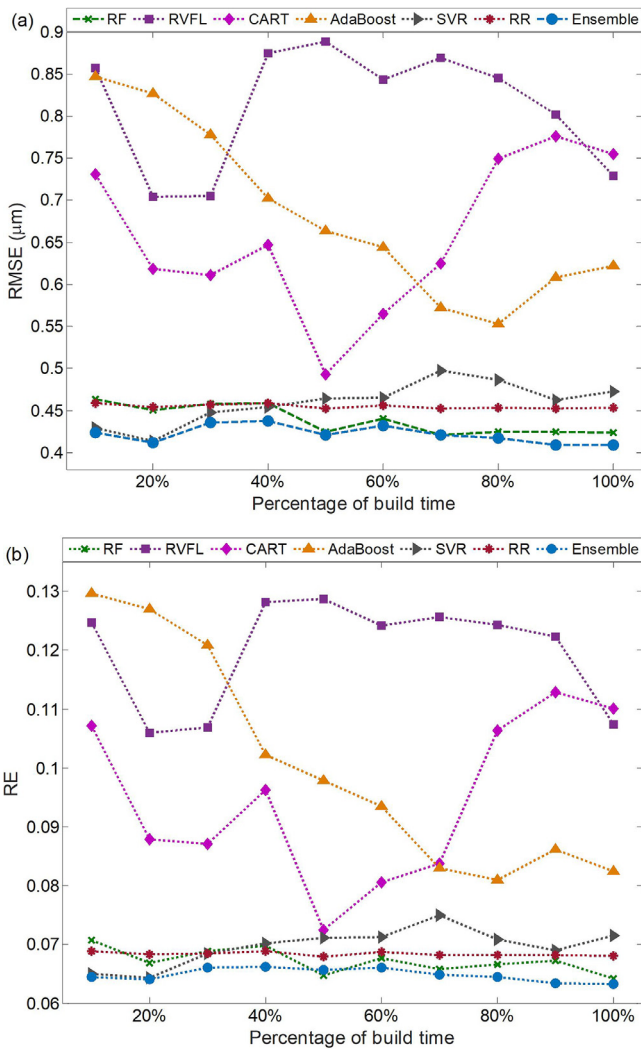 (a)
RF RVFL CART AdaBoost SVR RR Ensemble
0.9
0.85
0.8
0.75
0.7
0.65
0.6
0.55
0.5
0.45
0.4
RMSE (μm)
20% 40% 60% 80% 100%
Percentage of build time
(b)
RF RVFL CART AdaBoost SVR RR Ensemble
0.13
0.12
0.11
0.1
0.09
0.08
0.07
0.06
RE
20% 40% 60% 80% 100%
Percentage of build time